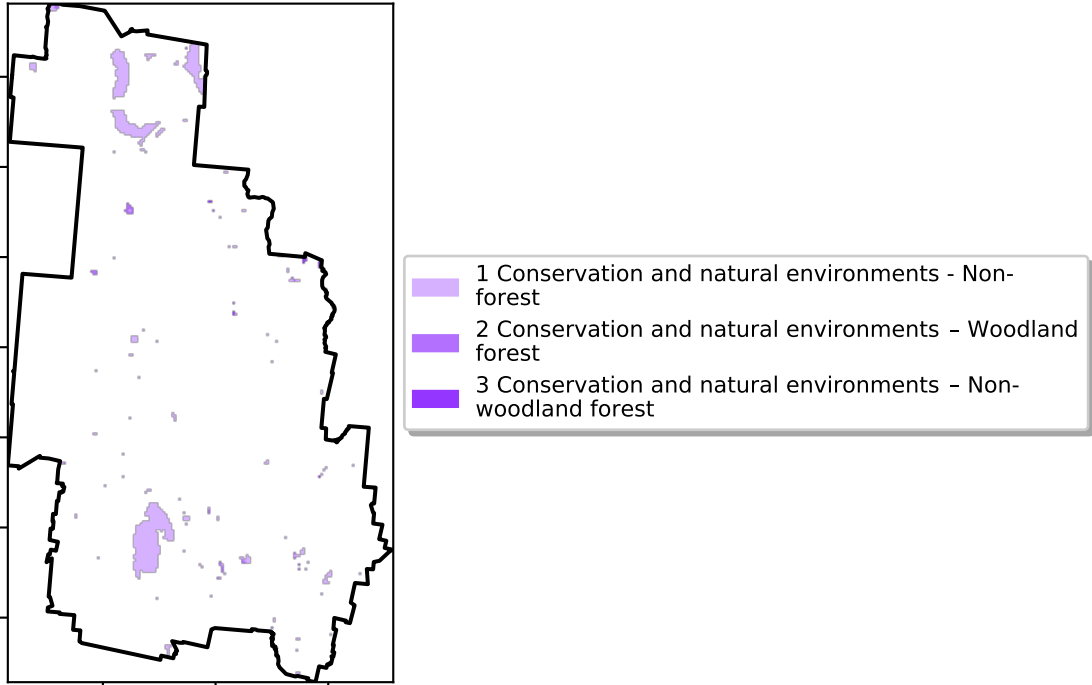 1 Conservation and natural environments - Non-
forest
2 Conservation and natural environments – Woodland
forest
3 Conservation and natural environments – Non-
woodland forest